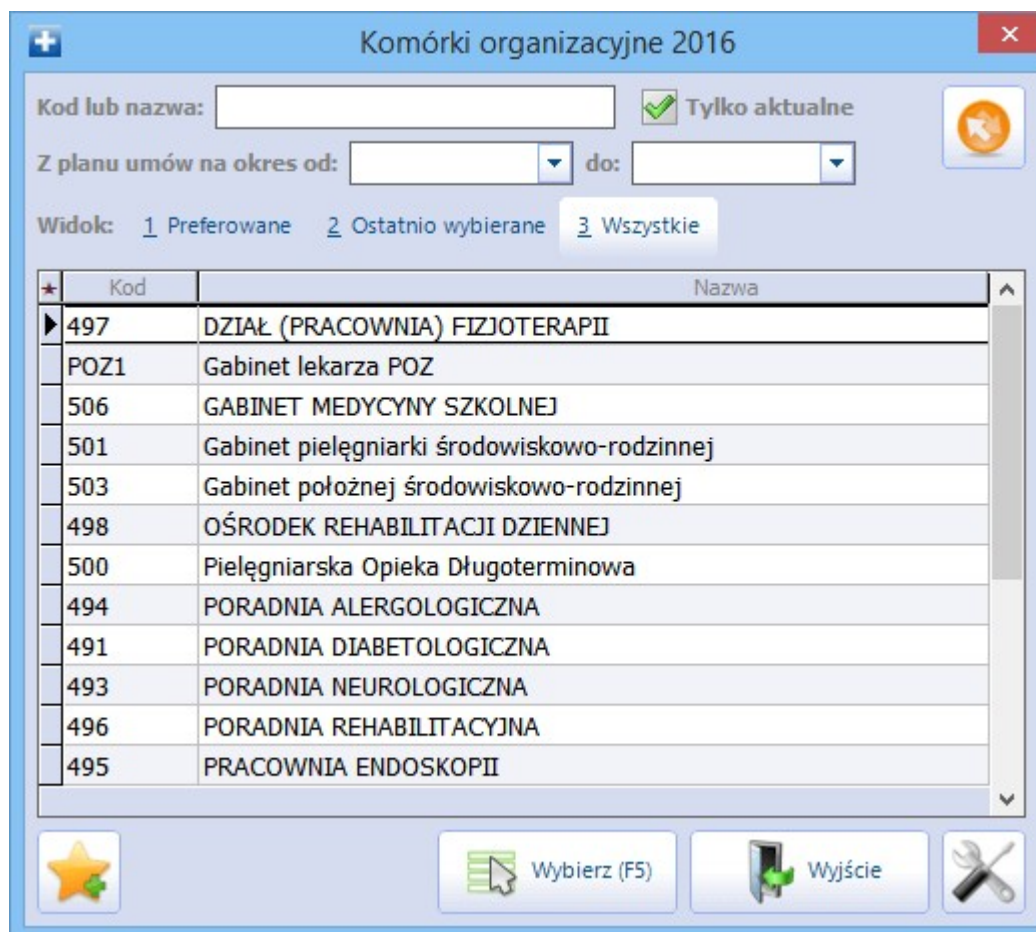 Komórki organizacyjne 2016
Kod lub nazwa: Tylko aktualne
Z planu umów na okres od: do:
Widok: 1 Preferowane 2 Ostatnio wybierane 3 Wszystkie
Kod Nazwa
497 DZIAŁ (PRACOWNIA) FIZJOTERAPII
POZ1 Gabinet lekarza POZ
506 GABINET MEDYCYNY SZKOLNEJ
501 Gabinet pielęgniarki środowiskowo-rodzinnej
503 Gabinet położnej środowiskowo-rodzinnej
498 OŚRODEK REHABILITACJI DZIENNEJ
500 Pielęgniarska Opieka Długoterminowa
494 PORADNIA ALERGOLOGICZNA
491 PORADNIA DIABETOLOGICZNA
493 PORADNIA NEUROLOGICZNA
496 PORADNIA REHABILITACYJNA
495 PRACOWNIA ENDOSKOPII
Wybierz (F5) Wyjście